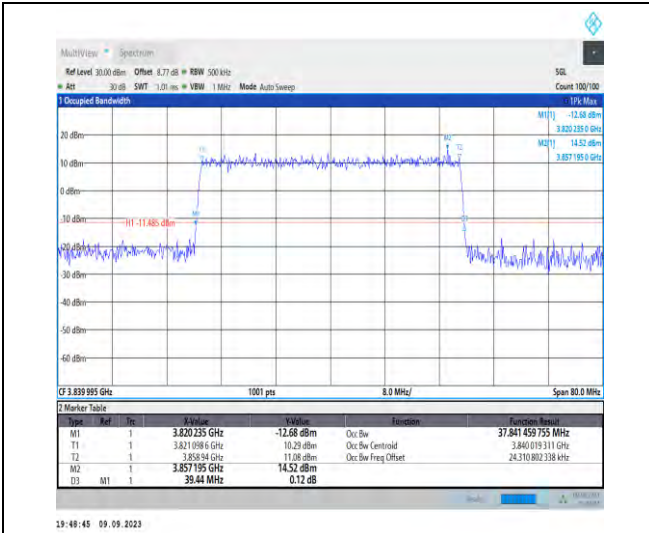 MultiView Spectrum
Ref Level 30.00 dBm Offset 8.77 dB RBW 500 kHz SGL
Att 30 dB SWT 1.01 ms VBW 1 MHz Mode Auto Sweep Count 100/100
1 Occupied Bandwidth 1Pk Max
M1[1] -12.68 dBm
3.820 235 0 GHz
M2[1] 14.52 dBm
3.857 195 0 GHz
M2
T1
T2
20 dBm
10 dBm
0 dBm
-10 dBm
M1
H1 -11.485 dBm
-20 dBm
-30 dBm
-40 dBm
-50 dBm
-60 dBm
CF 3.839 995 GHz 1001 pts 8.0 MHz/ Span 80.0 MHz
2 Marker Table
Type Ref Trc X-Value Y-Value Function Function Result
M1 1 3.820 235 GHz -12.68 dBm Occ Bw 37.841 459 755 MHz
T1 1 3.821 098 6 GHz 10.29 dBm Occ Bw Centroid 3.840 019 311 GHz
T2 1 3.858 94 GHz 11.08 dBm Occ Bw Freq Offset 24.310 802 338 kHz
M2 1 3.857 195 GHz 14.52 dBm
D3 M1 1 39.44 MHz 0.12 dB
19:48:45 09.09.2023